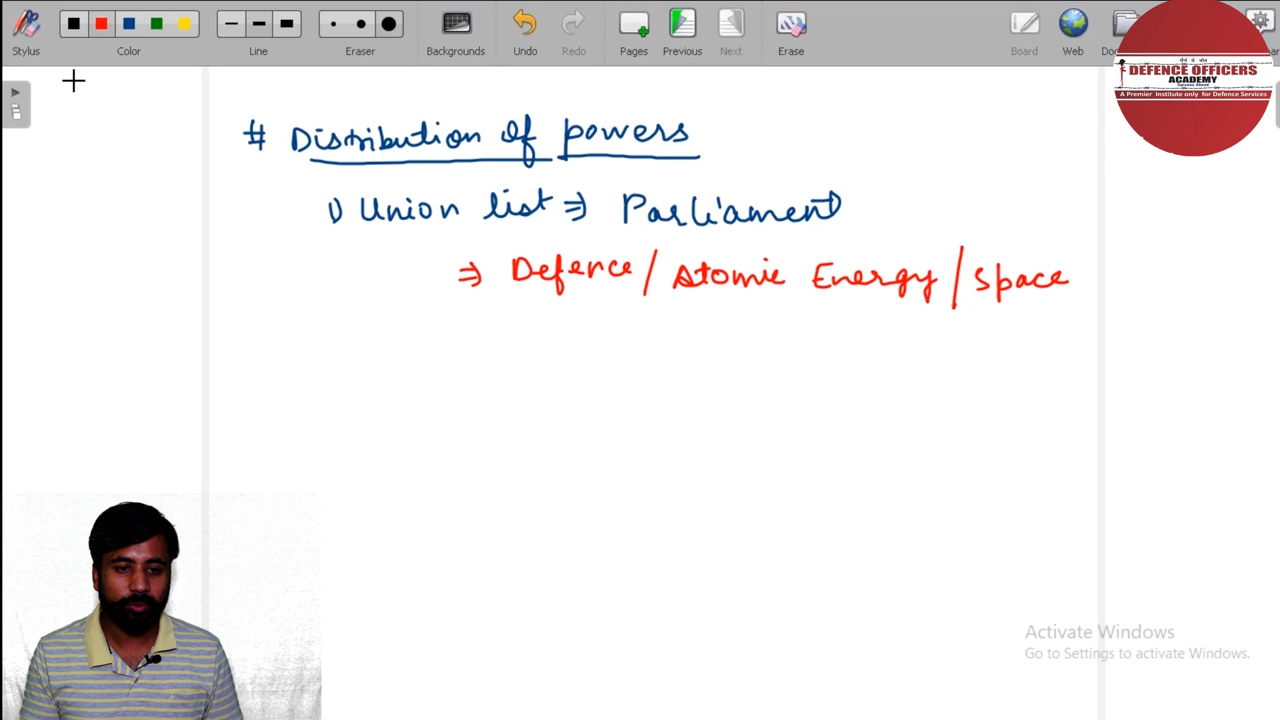 Stylus
Color
Line
Eraser
Backgrounds
Undo
Redo
Pages
Previous
Next
Erase
Board
Web
DEFENCE OFFICERS
ACADEMY
A Premier Institute only for Defence Services
# Distribution of powers
1) Union list ⇒ Parliament
⇒ Defence / Atomic Energy / Space
Activate Windows
Go to Settings to activate Windows.